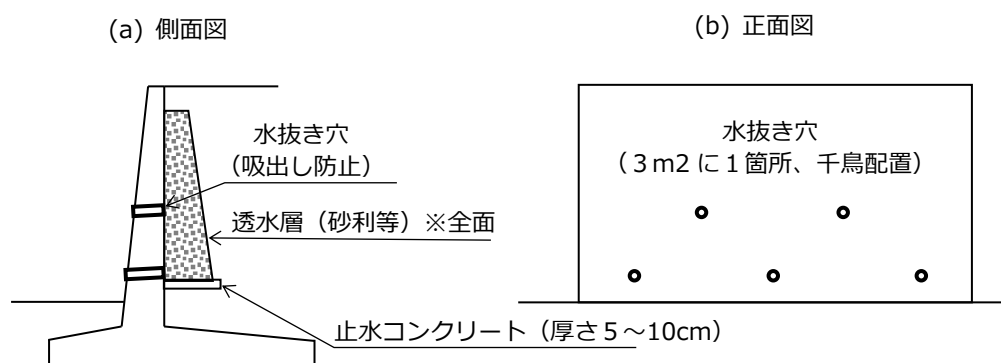 (a) 側面図
(b) 正面図
水抜き穴
（吸出し防止）
透水層（砂利等）※全面
止水コンクリート（厚さ５～10cm）
水抜き穴
（３m2 に１箇所、千鳥配置）